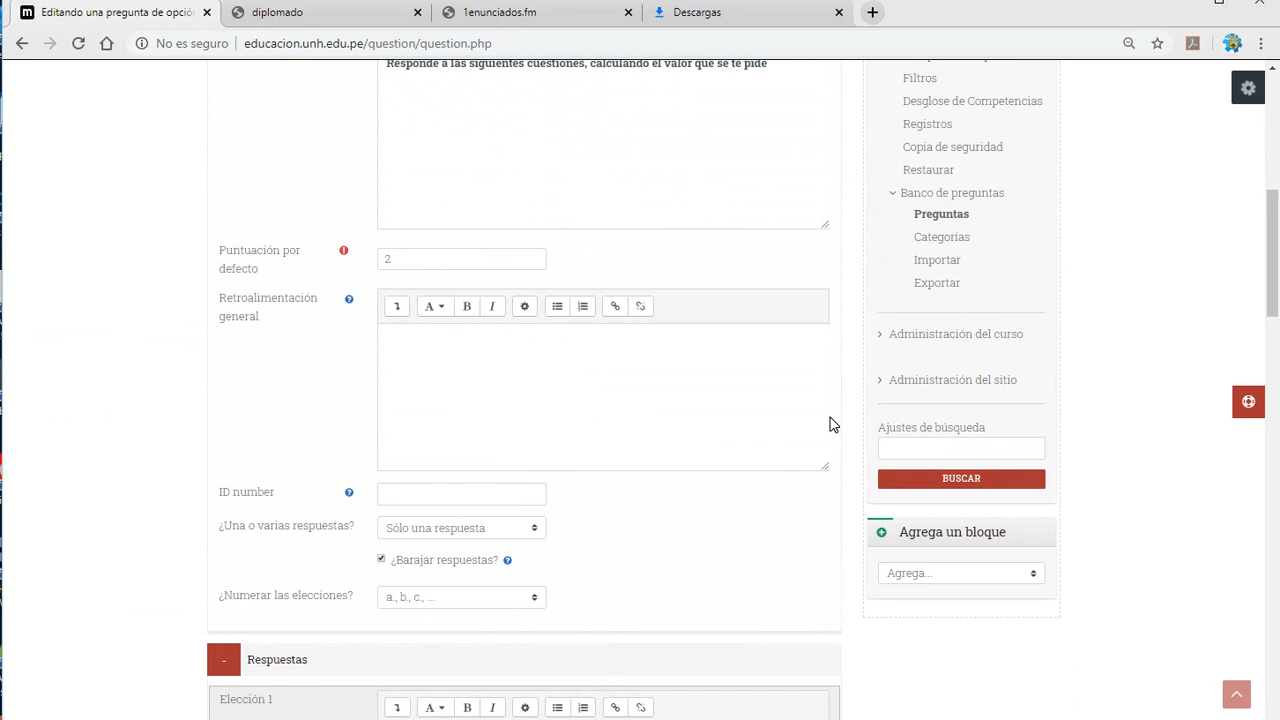 Editando una pregunta de opció
diplomado
1enunciados.fm
Descargas
No es seguro
educacion.unh.edu.pe/question/question.php
Responde a las siguientes cuestiones, calculando el valor que se te pide
Puntuación por
defecto
2
Retroalimentación
general
A
B
I
ID number
¿Una o varias respuestas?
Sólo una respuesta
¿Barajar respuestas?
¿Numerar las elecciones?
a., b., c., ...
-
Respuestas
Elección 1
A
B
I
Filtros
Desglose de Competencias
Registros
Copia de seguridad
Restaurar
Banco de preguntas
Preguntas
Categorías
Importar
Exportar
Administración del curso
Administración del sitio
Ajustes de búsqueda
BUSCAR
Agrega un bloque
Agrega...